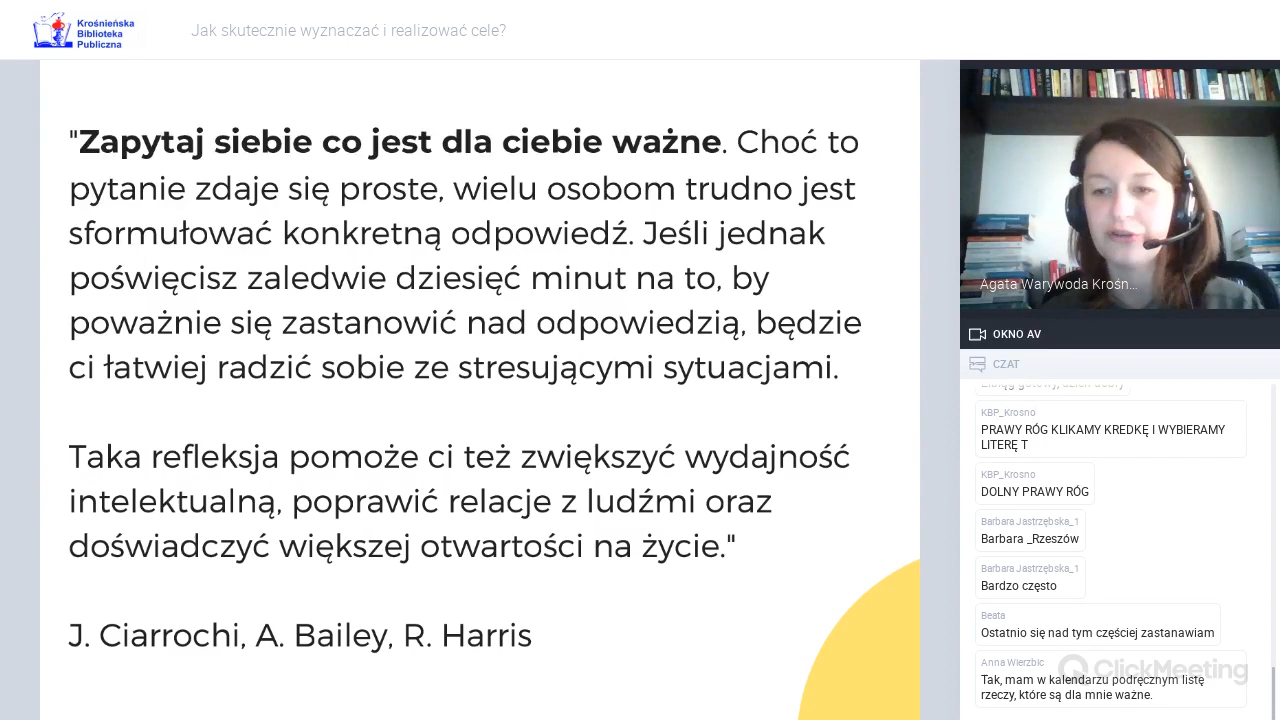 Krośnieńska
Biblioteka
Publiczna
Jak skutecznie wyznaczać i realizować cele?
"Zapytaj siebie co jest dla ciebie ważne. Choć to
pytanie zdaje się proste, wielu osobom trudno jest
sformułować konkretną odpowiedź. Jeśli jednak
poświęcisz zaledwie dziesięć minut na to, by
poważnie się zastanowić nad odpowiedzią, będzie
ci łatwiej radzić sobie ze stresującymi sytuacjami.
Taka refleksja pomoże ci też zwiększyć wydajność
intelektualną, poprawić relacje z ludźmi oraz
doświadczyć większej otwartości na życie."
J. Ciarrochi, A. Bailey, R. Harris
Agata Warywoda Krośn...
OKNO AV
CZAT
gotowy, dzień dobry
KBP_Krosno
PRAWY RÓG KLIKAMY KREDKĘ I WYBIERAMY
LITERĘ T
KBP_Krosno
DOLNY PRAWY RÓG
Barbara Jastrzębska_1
Barbara _Rzeszów
Barbara Jastrzębska_1
Bardzo często
Beata
Ostatnio się nad tym częściej zastanawiam
Anna Wierzbic
ClickMeeting
Tak, mam w kalendarzu podręcznym listę
rzeczy, które są dla mnie ważne.